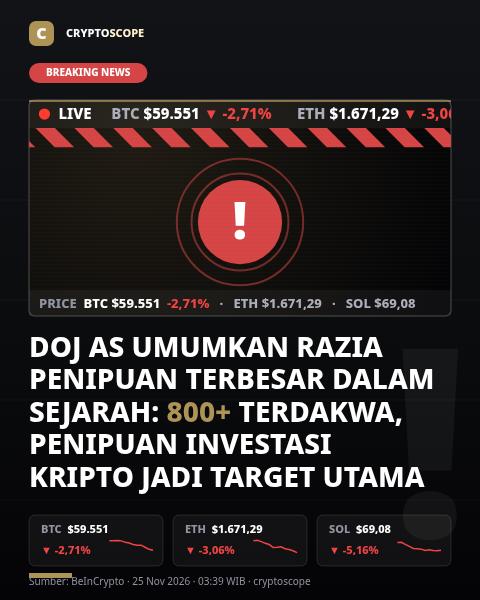 C CRYPTOSCOPE
BREAKING NEWS
LIVE BTC $59.551 ▼ -2,71% ETH $1.671,29 ▼ -3,0
!
PRICE BTC $59.551 -2,71% · ETH $1.671,29 · SOL $69,08
DOJ AS UMUMKAN RAZIA
PENIPUAN TERBESAR DALAM
SEJARAH: 800+ TERDAKWA,
PENIPUAN INVESTASI
KRIPTO JADI TARGET UTAMA
!
BTC $59.551
▼ -2,71%
ETH $1.671,29
▼ -3,06%
SOL $69,08
▼ -5,16%
Sumber: BeInCrypto · 25 Nov 2026 · 03:39 WIB · cryptoscope